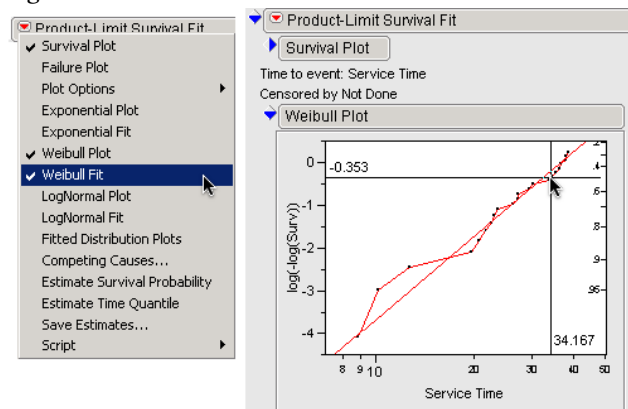 Product-Limit Survival Fit
Survival Plot
Failure Plot
Plot Options
Exponential Plot
Exponential Fit
Weibull Plot
Weibull Fit
LogNormal Plot
LogNormal Fit
Fitted Distribution Plots
Competing Causes...
Estimate Survival Probability
Estimate Time Quantile
Save Estimates...
Script
Product-Limit Survival Fit
Survival Plot
Time to event: Service Time
Censored by Not Done
Weibull Plot
log(-log(Surv))
0
-1
-2
-3
-4
-0.353
34.167
.2
.4
.6
.8
.9
.95
8 9 10 20 30 40 50
Service Time